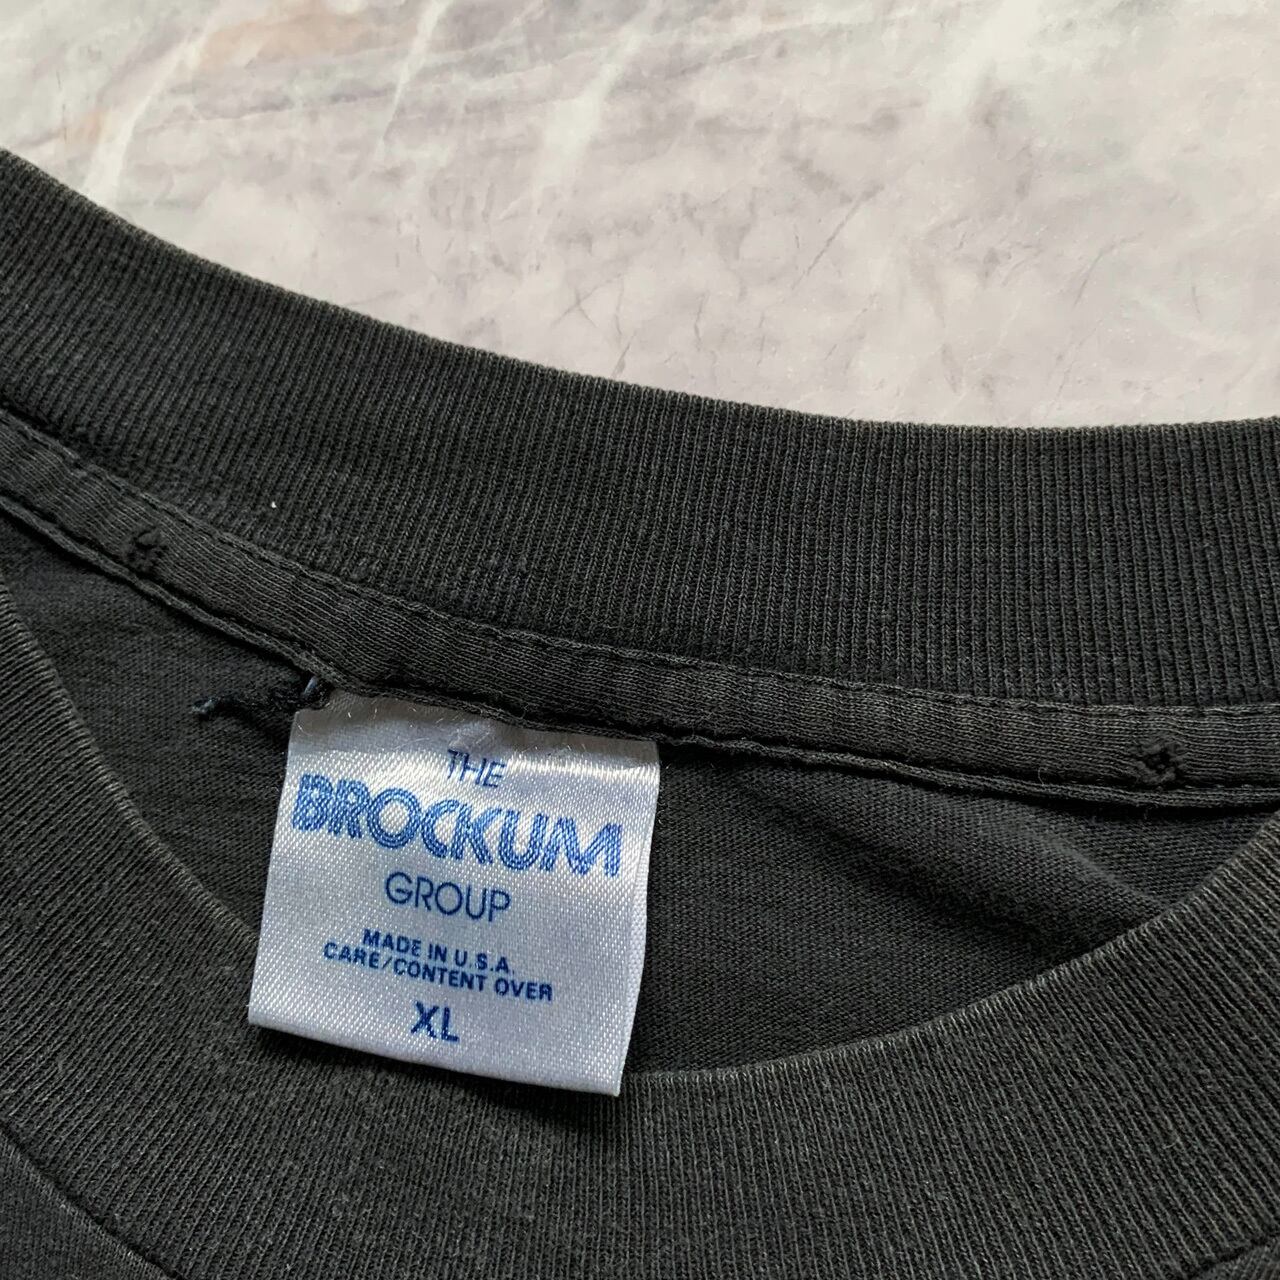 THE
BROCKUM
GROUP
MADE IN U.S.A.
CARE/CONTENT OVER
XL